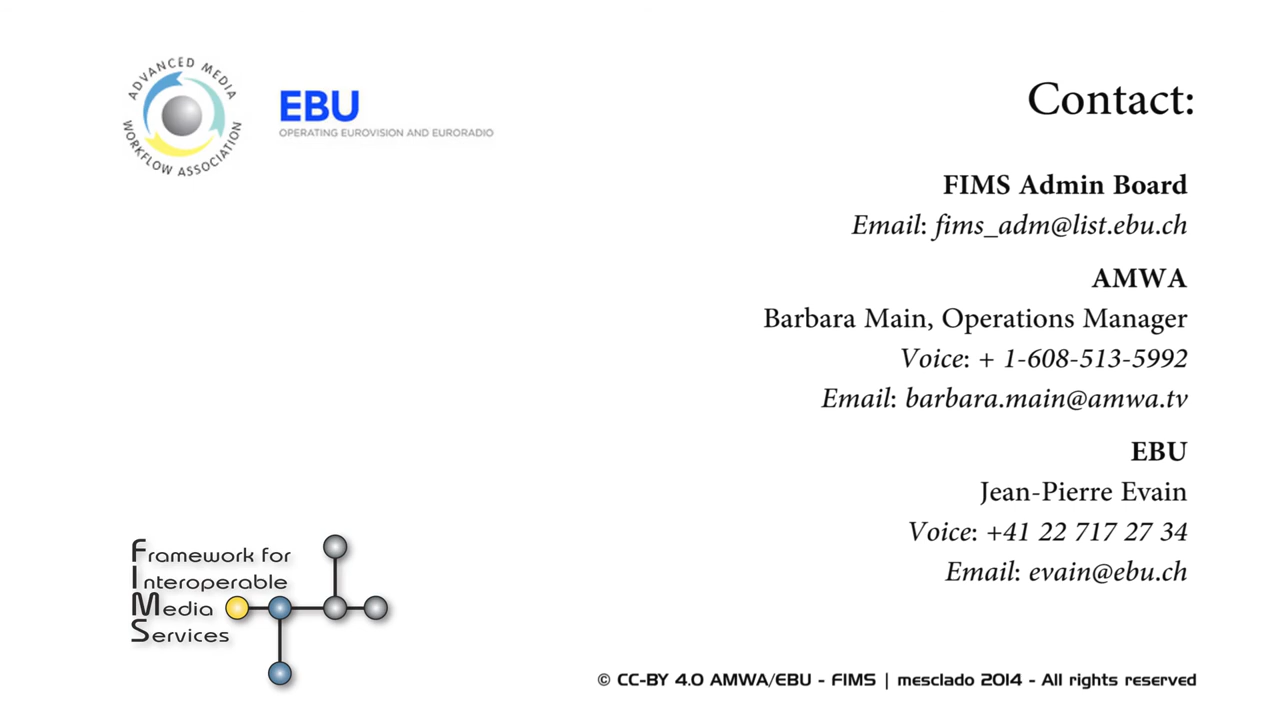 ADVANCED MEDIA
WORKFLOW ASSOCIATION
EBU
OPERATING EUROVISION AND EURORADIO
Contact:
FIMS Admin Board
Email: fims_adm@list.ebu.ch
AMWA
Barbara Main, Operations Manager
Voice: + 1-608-513-5992
Email: barbara.main@amwa.tv
EBU
Jean-Pierre Evain
Voice: +41 22 717 27 34
Email: evain@ebu.ch
Framework for
Interoperable
Media
Services
© CC-BY 4.0 AMWA/EBU - FIMS | mesclado 2014 - All rights reserved